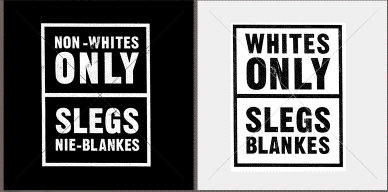 NON-WHITES
ONLY
SLEGS
NIE-BLANKES
WHITES
ONLY
SLEGS
BLANKES